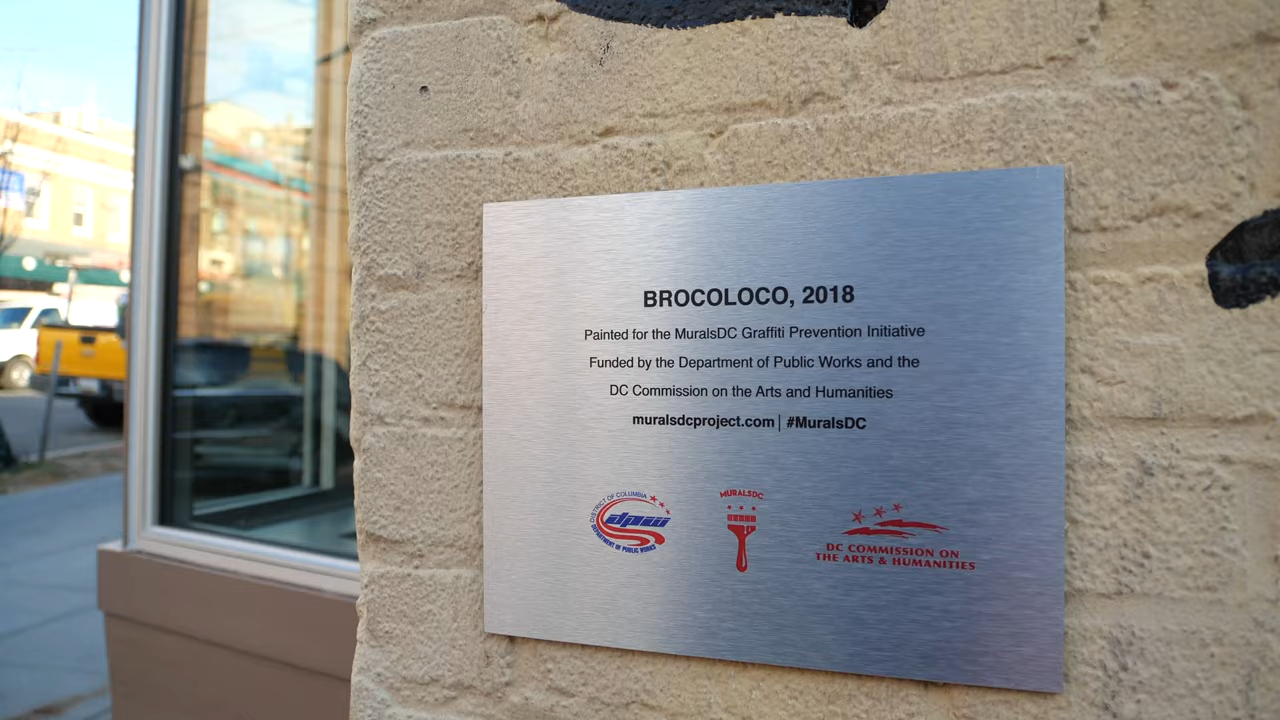 BROCOLOCO, 2018
Painted for the MuralsDC Graffiti Prevention Initiative
Funded by the Department of Public Works and the
DC Commission on the Arts and Humanities
muralsdcproject.com | #MuralsDC
DISTRICT OF COLUMBIA
dpw
DEPARTMENT OF PUBLIC WORKS
MURALSDC
DC COMMISSION ON
THE ARTS & HUMANITIES